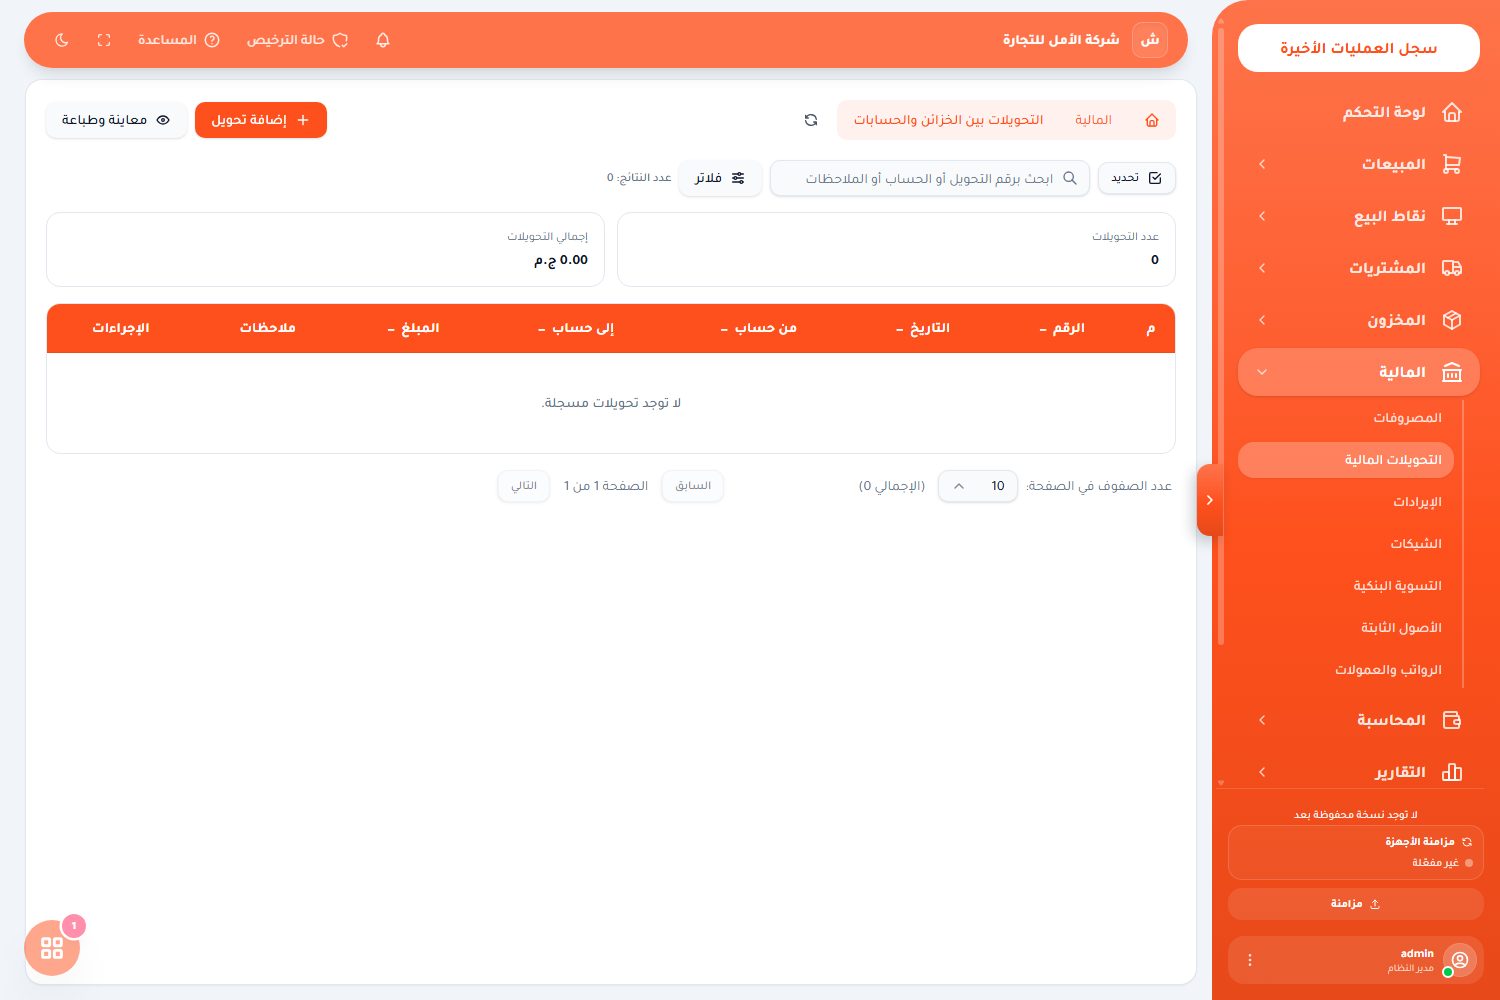 سجل العمليات الأخيرة
لوحة التحكم
المبيعات
نقاط البيع
المشتريات
المخزون
المالية
المصروفات
التحويلات المالية
الإيرادات
الشيكات
التسوية البنكية
الأصول الثابتة
الرواتب والعمولات
المحاسبة
التقارير
لا توجد نسخة محفوظة بعد
مزامنة الأجهزة
غير مفعّلة
مزامنة
admin
مدير النظام
ش شركة الأمل للتجارة
حالة الترخيص
المساعدة
المالية
التحويلات بين الخزائن والحسابات
إضافة تحويل
معاينة وطباعة
تحديد
ابحث برقم التحويل أو الحساب أو الملاحظات
فلاتر
عدد النتائج: 0
عدد التحويلات
0
إجمالي التحويلات
0.00 ج.م
م الرقم – التاريخ – من حساب – إلى حساب – المبلغ – ملاحظات الإجراءات
لا توجد تحويلات مسجلة.
عدد الصفوف في الصفحة: 10 (الإجمالي 0)
السابق الصفحة 1 من 1 التالي
1